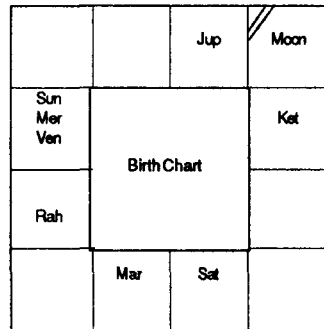 Jup
Moon
Sun
Mer
Ven
Ket
Birth Chart
Rah
Mar
Sat